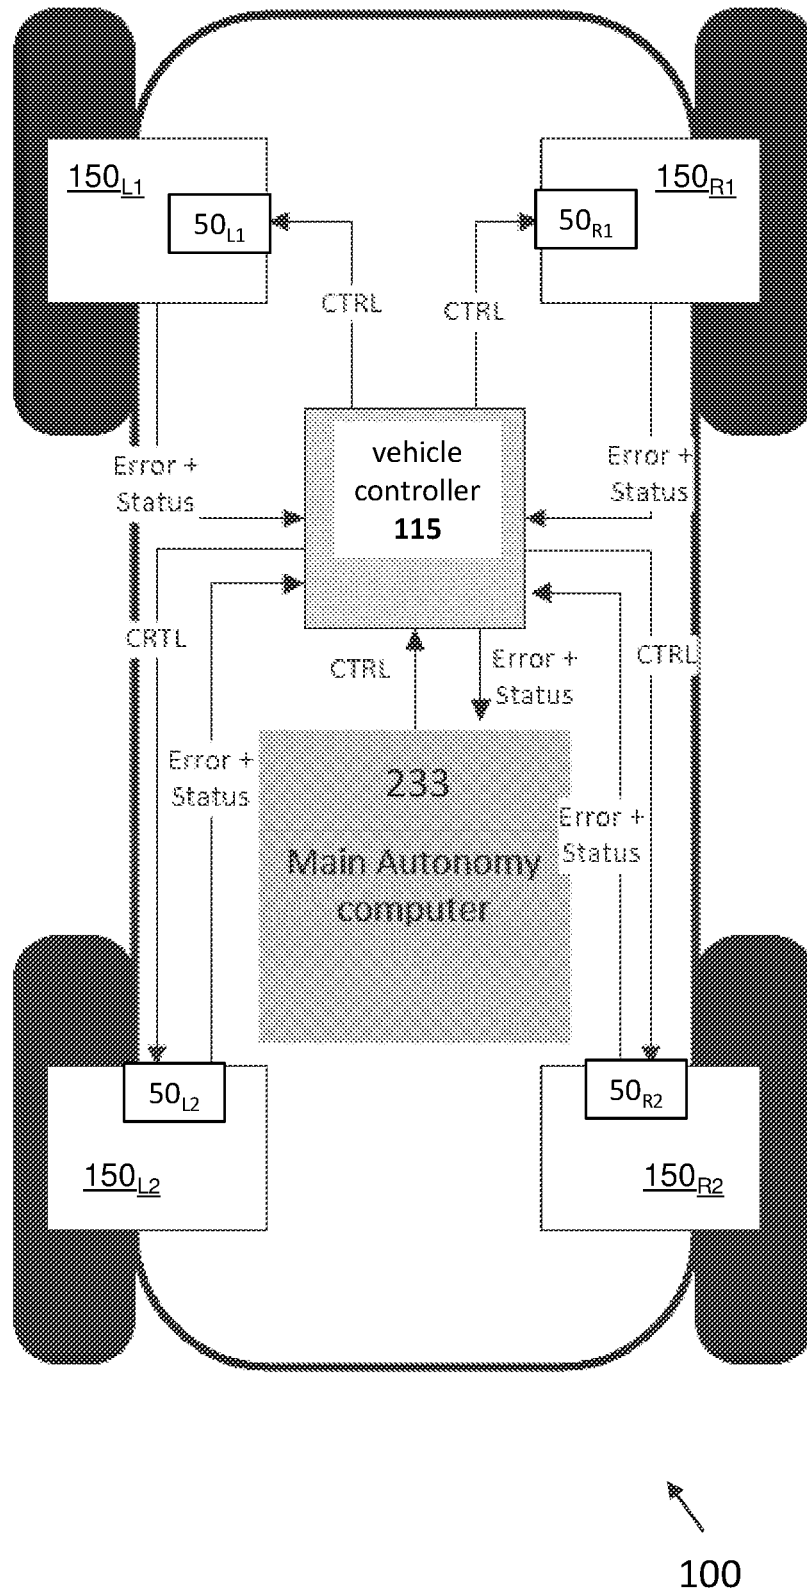 150L1
150R1
50L1
50R1
CTRL
CTRL
vehicle
controller
115
Error +
Status
Error +
Status
CRTL
CTRL
Error +
Status
CTRL
Error +
Status
233
Main Autonomy
computer
Error +
Status
50L2
50R2
150L2
150R2
100